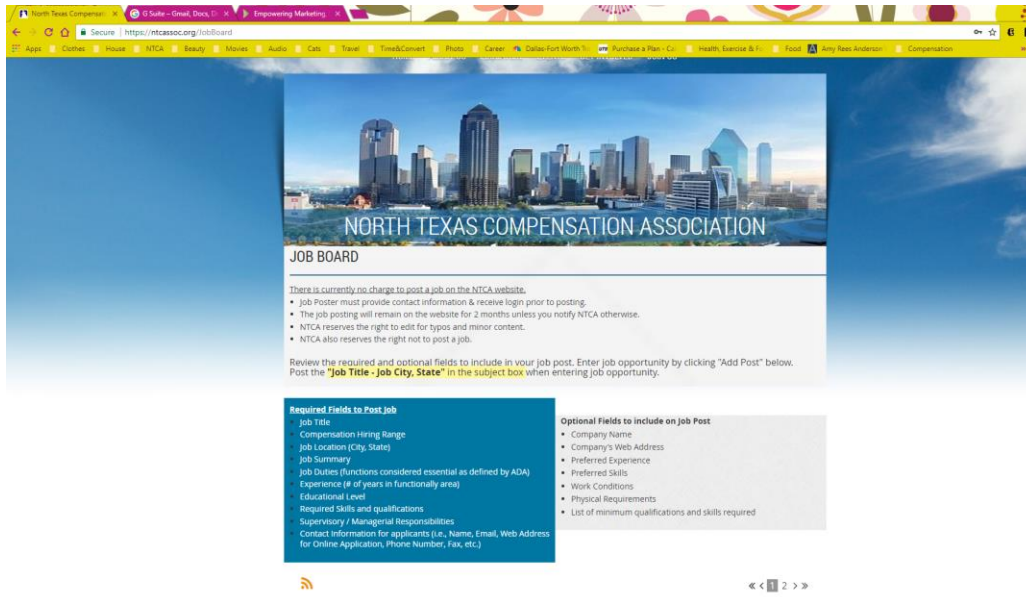 North Texas Compensat
G Suite – Gmail, Docs, D
Empowering Marketing
Secure | https://ntcassoc.org/JobBoard
Apps Clothes House NTCA Beauty Movies Audio Cats Travel Time&Convert Photo Career Dallas-Fort Worth Purchase a Plan - Health, Exercise & Food Amy Rees Anderson Compensation
NORTH TEXAS COMPENSATION ASSOCIATION
JOB BOARD
There is currently no charge to post a job on the NTCA website.
• Job Poster must provide contact information & receive login prior to posting.
• The job posting will remain on the website for 2 months unless you notify NTCA otherwise.
• NTCA reserves the right to edit for typos and minor content.
• NTCA also reserves the right not to post a job.
Review the required and optional fields to include in your job post. Enter job opportunity by clicking "Add Post" below.
Post the "Job Title - Job City, State" in the subject box when entering job opportunity.
Required Fields to Post Job
• Job Title
• Compensation Hiring Range
• Job Location (City, State)
• Job Summary
• Job Duties (functions considered essential as defined by ADA)
• Experience (# of years in functionally area)
• Educational Level
• Required Skills and qualifications
• Supervisory / Managerial Responsibilities
• Contact Information for applicants (i.e., Name, Email, Web Address
for Online Application, Phone Number, Fax, etc.)
Optional Fields to include on Job Post
• Company Name
• Company's Web Address
• Preferred Experience
• Preferred Skills
• Work Conditions
• Physical Requirements
• List of minimum qualifications and skills required
« ‹ 1 2 › »